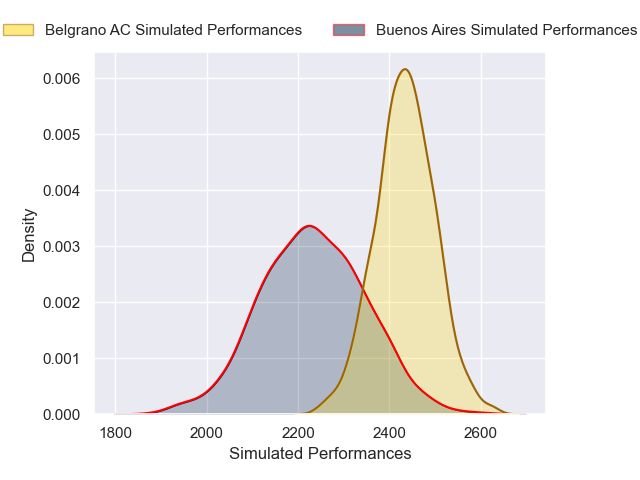 Belgrano AC Simulated Performances Buenos Aires Simulated Performances
0.006
0.005
0.004
0.003
0.002
0.001
0.000
Density
1800 2000 2200 2400 2600
Simulated Performances